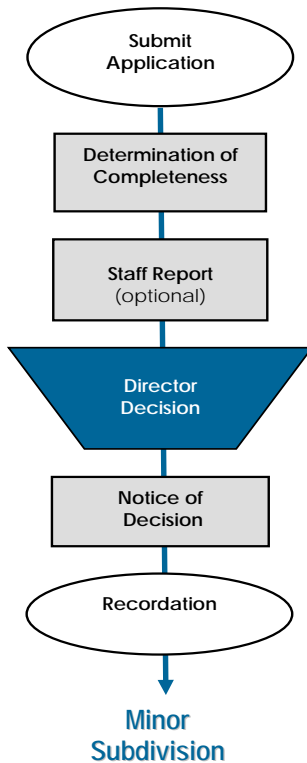 Submit
Application
Determination of
Completeness
Staff Report
(optional)
Director
Decision
Notice of
Decision
Recordation
Minor
Subdivision